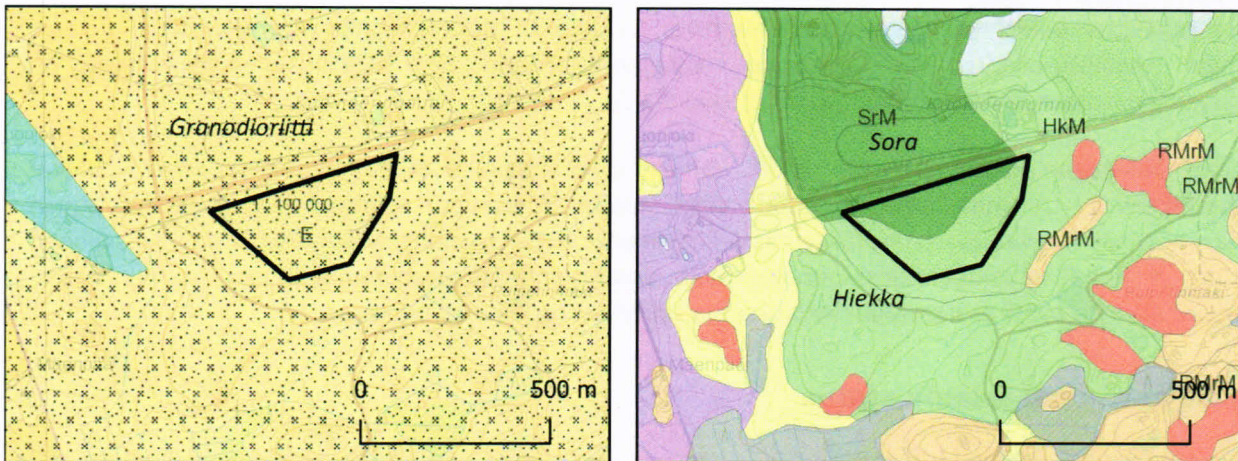 Granodioriitti
1 : 100 000
E
0
500 m
SrM
Sora
HkM
RMrM
RMrM
RMrM
Hiekka
RMrM
0
500 m